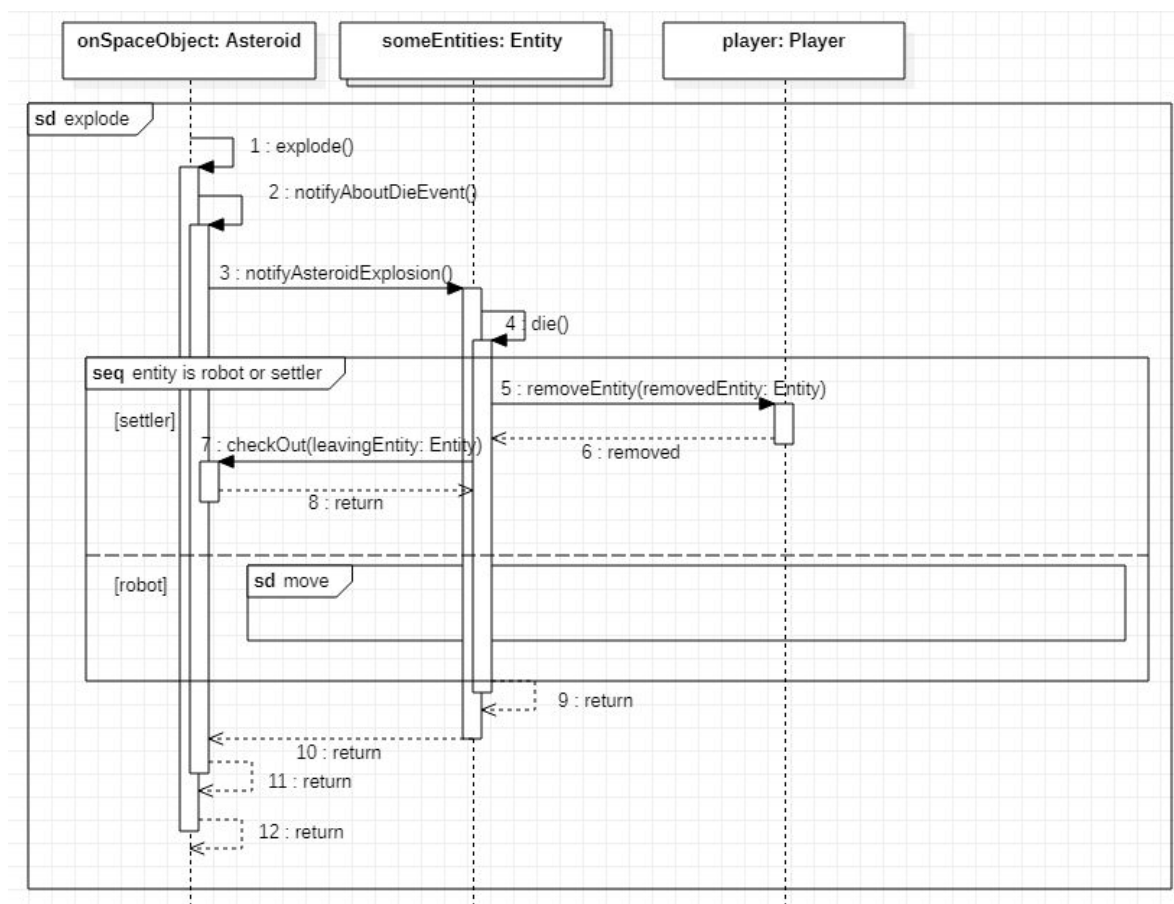 onSpaceObject: Asteroid
someEntities: Entity
player: Player
sd explode
1 : explode()
2 : notifyAboutDieEvent()
3 : notifyAsteroidExplosion()
4 : die()
seq entity is robot or settler
5 : removeEntity(removedEntity: Entity)
[settler]
7 : checkOut(leavingEntity: Entity)
6 : removed
8 : return
[robot]
sd move
9 : return
10 : return
11 : return
12 : return